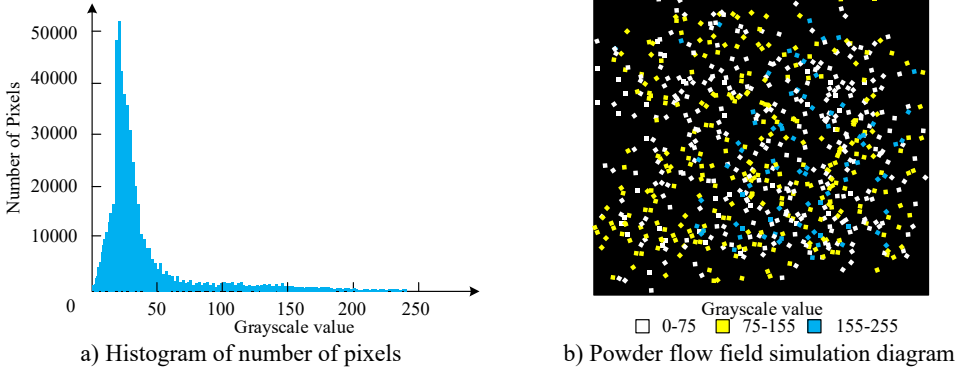 50000
40000
30000
20000
10000
Number of Pixels
0
50
100
150
200
250
Grayscale value
a) Histogram of number of pixels
Grayscale value
0-75
75-155
155-255
b) Powder flow field simulation diagram